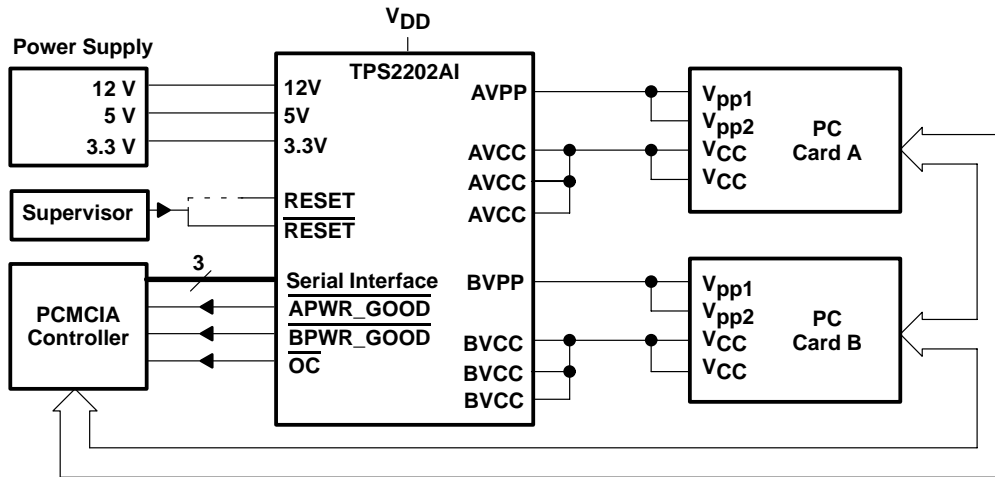 VDD
Power Supply
12 V
5 V
3.3 V
Supervisor
3
PCMCIA
Controller
TPS2202AI
12V
5V
3.3V
RESET
RESET
Serial Interface
APWR_GOOD
BPWR_GOOD
OC
AVPP
AVCC
AVCC
AVCC
BVPP
BVCC
BVCC
BVCC
Vpp1
Vpp2
VCC
VCC
PC
Card A
Vpp1
Vpp2
VCC
VCC
PC
Card B